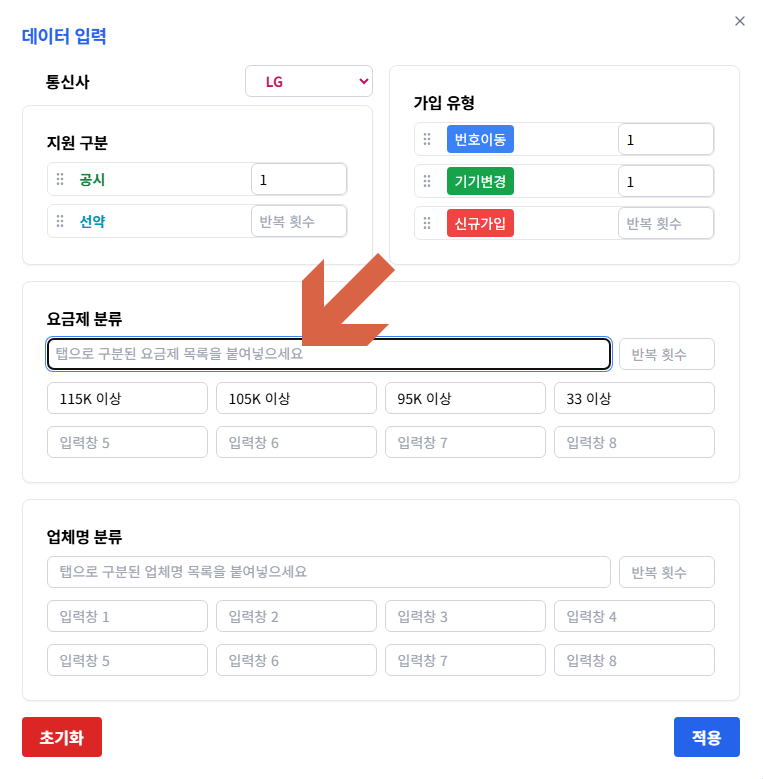 데이터 입력
통신사
LG
지원 구분
공시
1
선약
반복 횟수
가입 유형
번호이동
1
기기변경
1
신규가입
반복 횟수
요금제 분류
탭으로 구분된 요금제 목록을 붙여넣으세요
반복 횟수
115K 이상
105K 이상
95K 이상
33 이상
입력창 5
입력창 6
입력창 7
입력창 8
업체명 분류
탭으로 구분된 업체명 목록을 붙여넣으세요
반복 횟수
입력창 1
입력창 2
입력창 3
입력창 4
입력창 5
입력창 6
입력창 7
입력창 8
초기화
적용